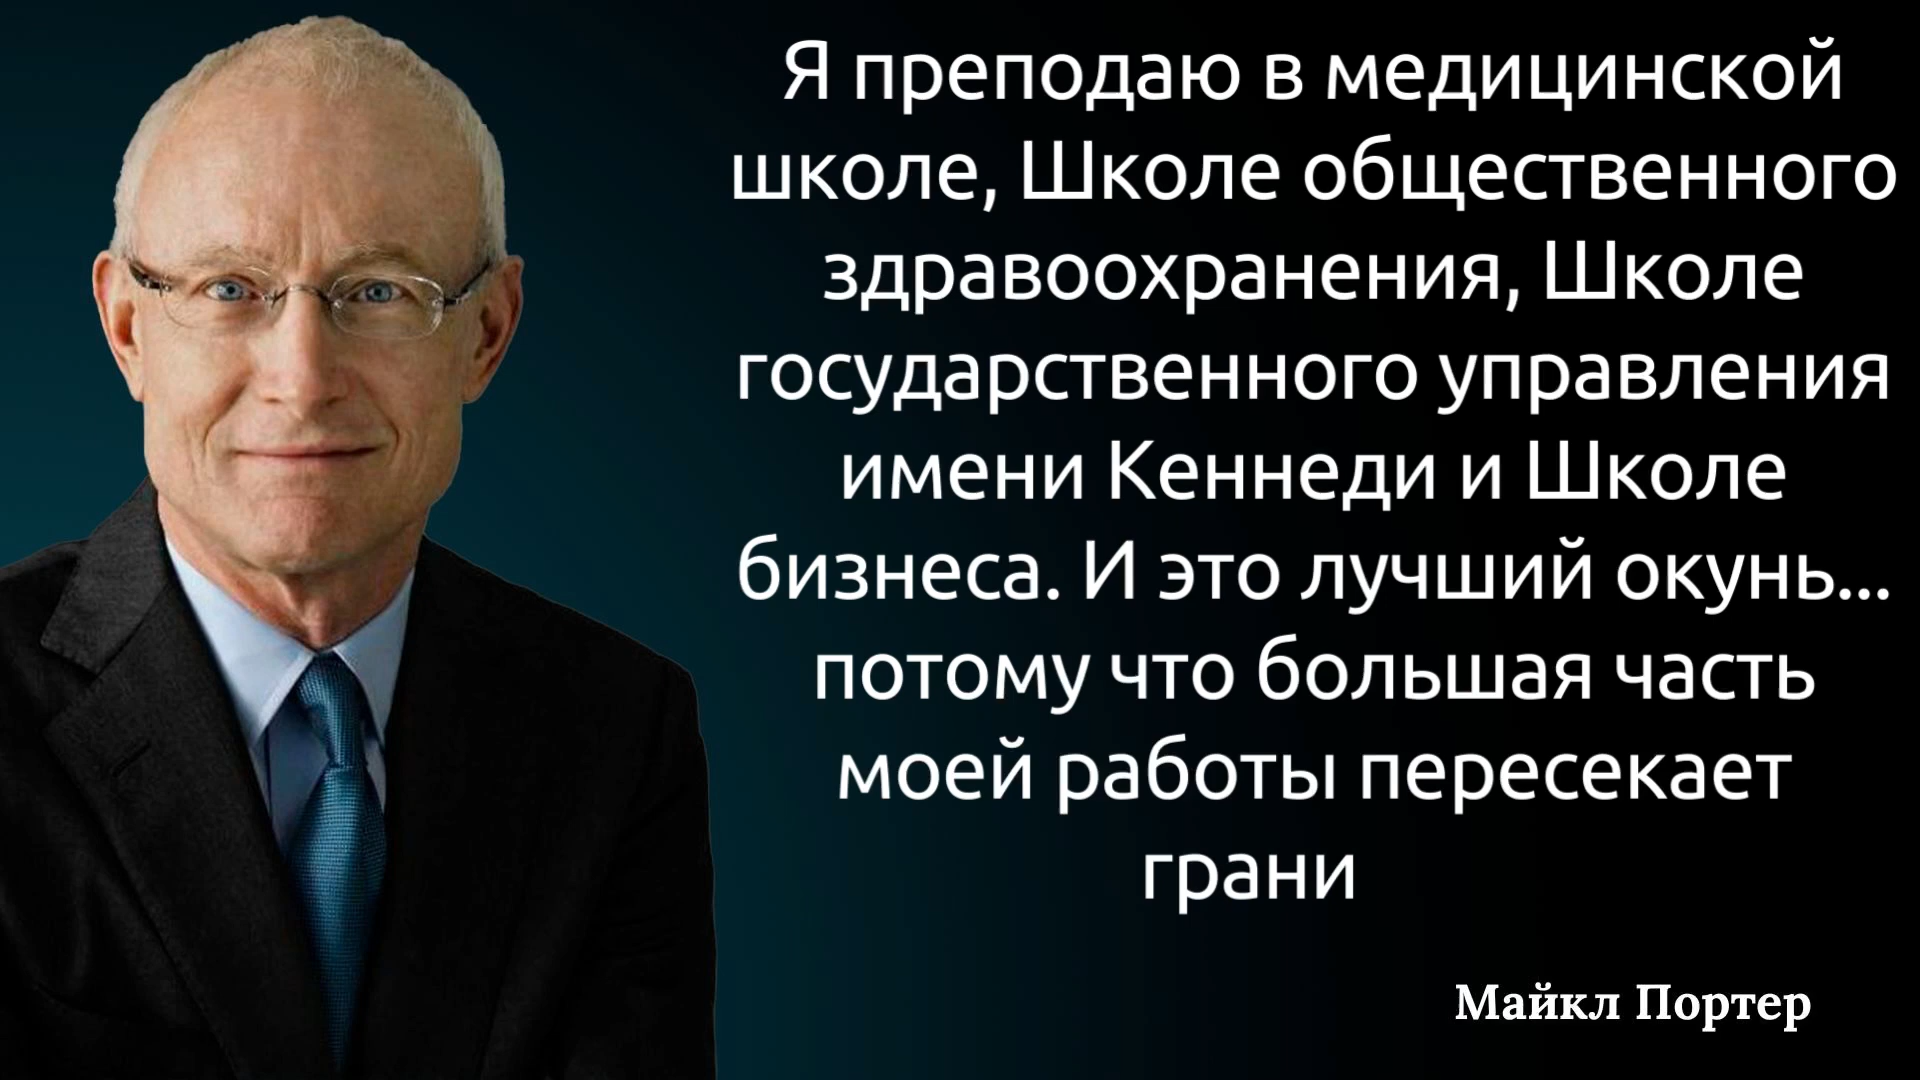 Я преподаю в медицинской
школе, Школе общественного
здравоохранения, Школе
государственного управления
имени Кеннеди и Школе
бизнеса. И это лучший окунь...
потому что большая часть
моей работы пересекает
грани
Майкл Портер